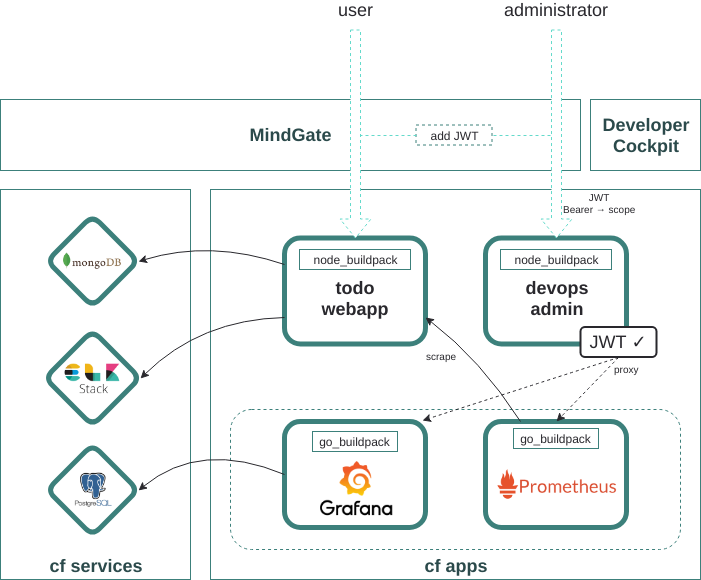 user
administrator
MindGate
add JWT
Developer
Cockpit
JWT
Bearer → scope
mongoDB
node_buildpack
todo
webapp
node_buildpack
devops
admin
JWT ✓
ELK
Stack
scrape
proxy
go_buildpack
Grafana
go_buildpack
Prometheus
PostgreSQL
cf services
cf apps